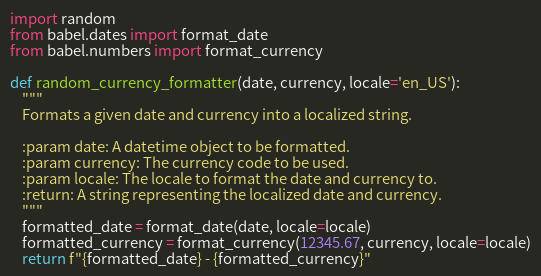 import random
from babel.dates import format_date
from babel.numbers import format_currency

def random_currency_formatter(date, currency, locale='en_US'):
    """
    Formats a given date and currency into a localized string.

    :param date: A datetime object to be formatted.
    :param currency: The currency code to be used.
    :param locale: The locale to format the date and currency to.
    :return: A string representing the localized date and currency.
    """
    formatted_date = format_date(date, locale=locale)
    formatted_currency = format_currency(12345.67, currency, locale=locale)
    return f"{formatted_date} - {formatted_currency}"